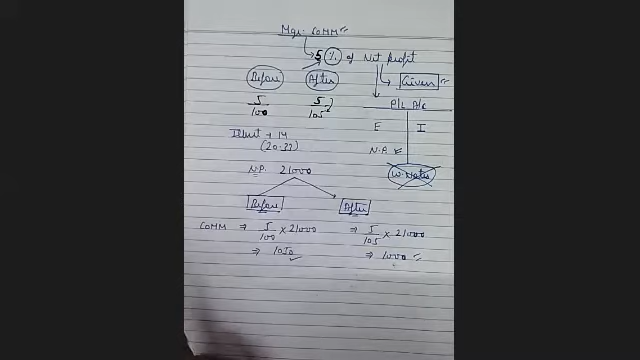 Mgr. Comm
5 % of Net profit
Before After Given
5/100 5/105 P/L A/c
E I
Illust → 14
(20.27)
N.P.
N.P. 21000
W. Notes
Before After
Comm ⇒ 5/100 × 21000 ⇒ 5/105 × 21000
⇒ 1050 ⇒ 1000